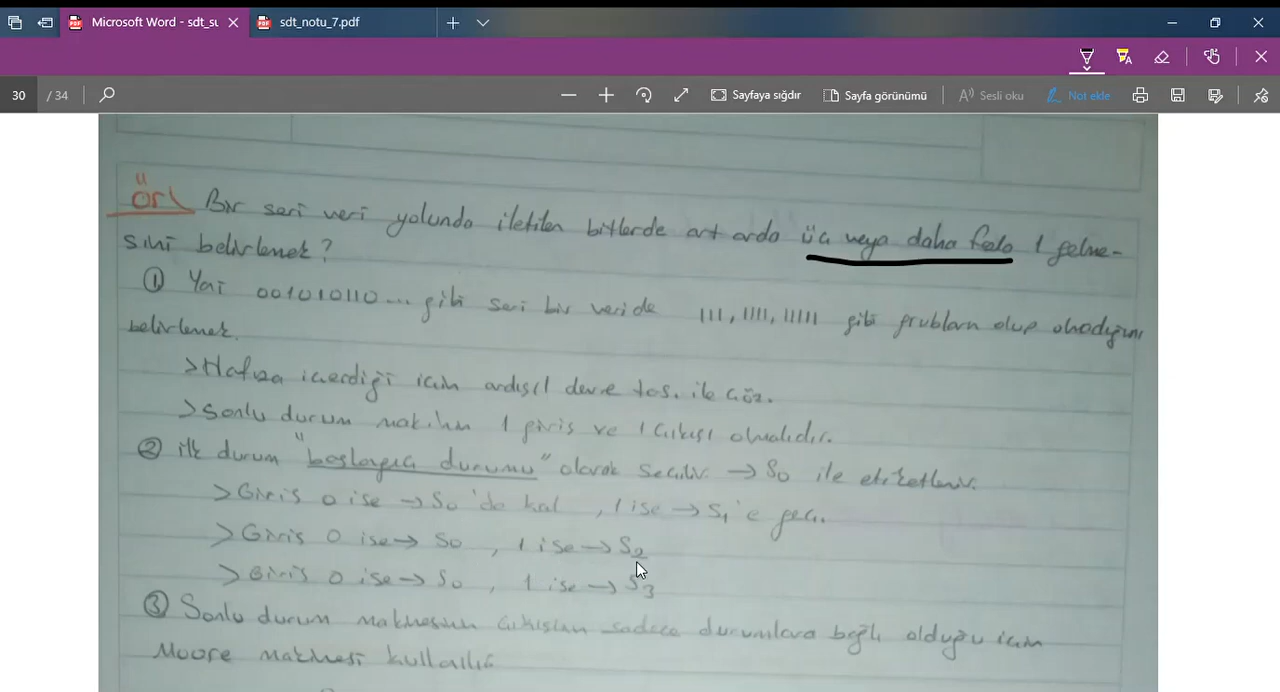 Microsoft Word - sdt_su
sdt_notu_7.pdf
30 / 34
Sayfaya sığdır
Sayfa görünümü
Sesli oku
Not ekle
Ör\ Bir seri veri yolunda iletilen bitlerde art arda üç veya daha fazla 1 gelme-
sini belirlemek?
① Yani 001010110... gibi seri bir veride 111, 1111, 11111 gibi grubların olup olmadığını
belirlemek.
>Hafıza içerdiği için ardışıl devre tas. ile çöz.
>Sonlu durum mak.nın 1 giriş ve 1 çıkışı olmalıdır.
② ilk durum "başlangıç durumu" olarak seçilir. → S0 ile etiketlenir.
>Giriş 0 ise → S0'da kal , 1 ise → S1'e geç.
>Giriş 0 ise → S0 , 1 ise → S2
>Giriş 0 ise → S0 , 1 ise → S3
③ Sonlu durum makinesinin çıkışları sadece durumlara bağlı olduğu için
Moore makinesi